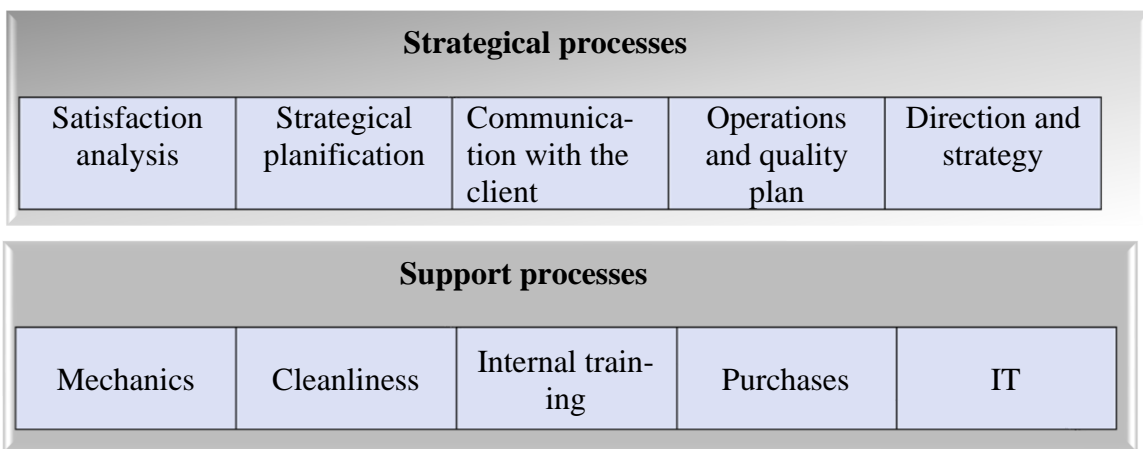 Strategical processes
Satisfaction
analysis
Strategical
planification
Communica-
tion with the
client
Operations
and quality
plan
Direction and
strategy
Support processes
Mechanics
Cleanliness
Internal train-
ing
Purchases
IT